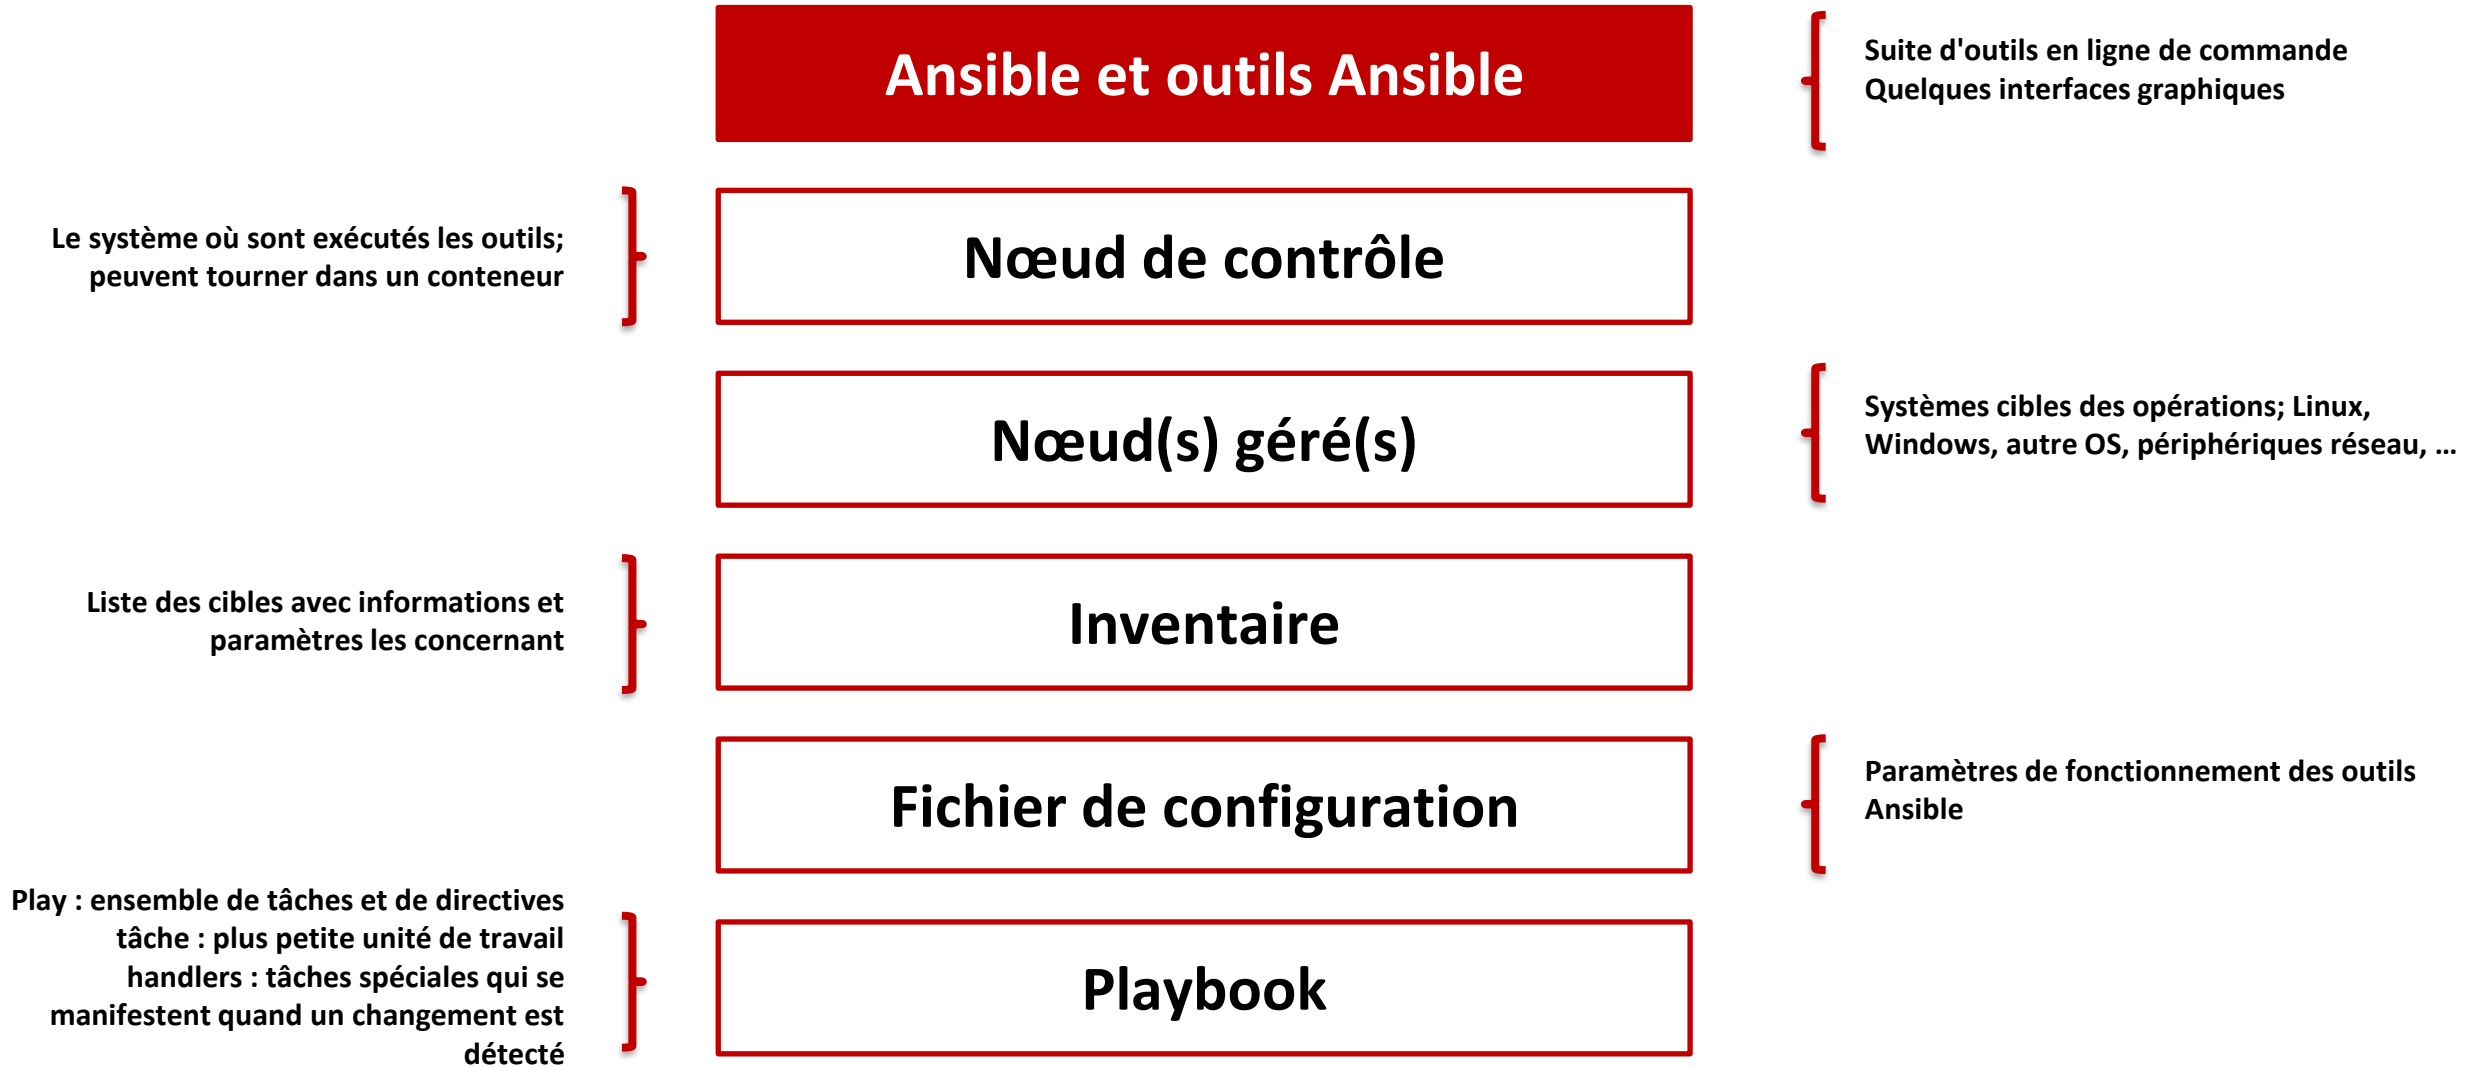 Ansible et outils Ansible
Suite d'outils en ligne de commande
Quelques interfaces graphiques
Le système où sont exécutés les outils;
peuvent tourner dans un conteneur
Nœud de contrôle
Nœud(s) géré(s)
Systèmes cibles des opérations; Linux,
Windows, autre OS, périphériques réseau, …
Liste des cibles avec informations et
paramètres les concernant
Inventaire
Fichier de configuration
Paramètres de fonctionnement des outils
Ansible
Play : ensemble de tâches et de directives
tâche : plus petite unité de travail
handlers : tâches spéciales qui se
manifestent quand un changement est
détecté
Playbook